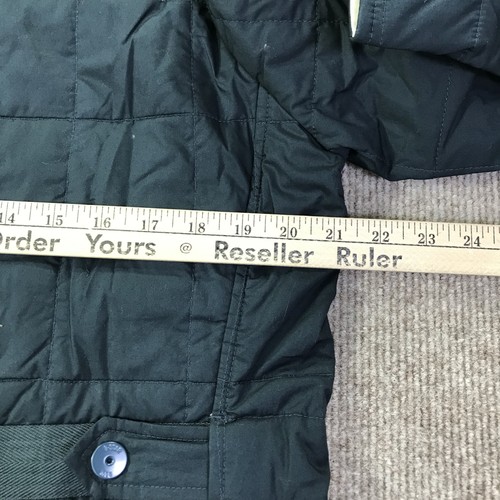 14 15 16 17 18 19 20 21 22 23 24
Order Yours @ Reseller Ruler